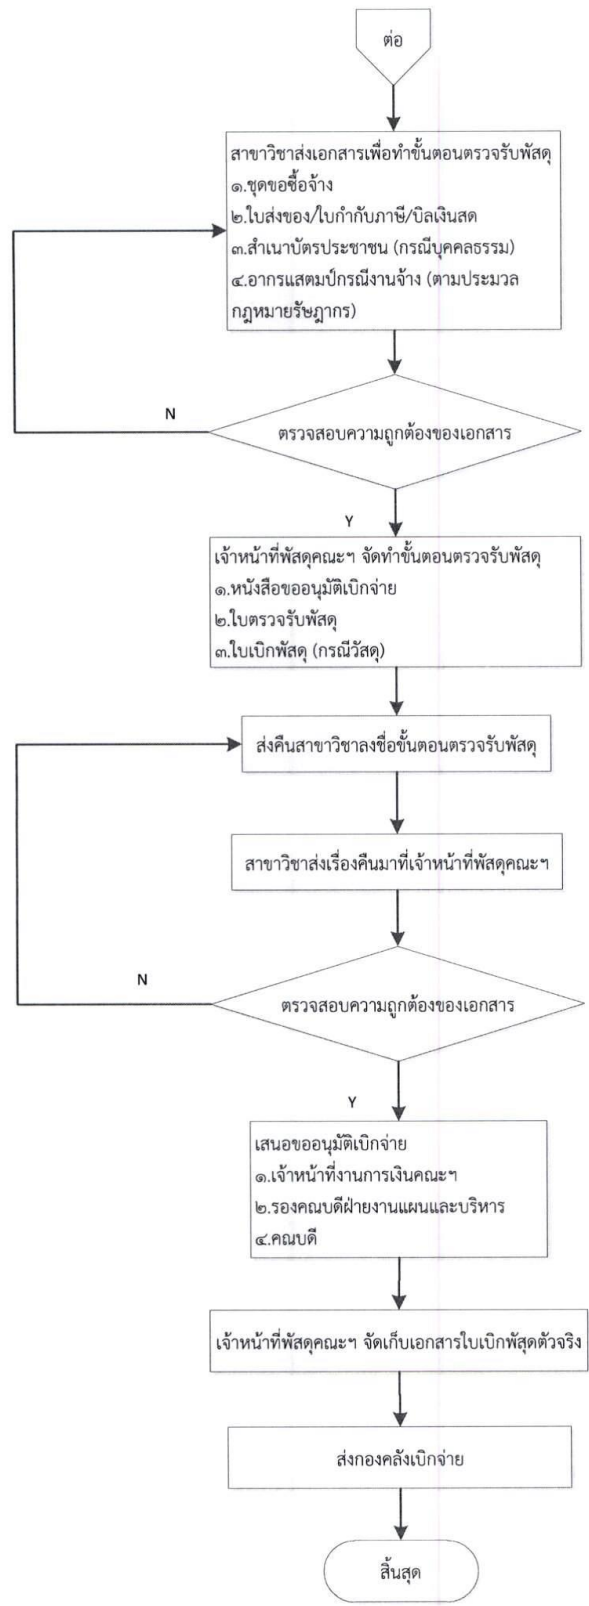 ต่อ
สาขาวิชาส่งเอกสารเพื่อทำขั้นตอนตรวจรับพัสดุ
๑.ชุดขอซื้อจ้าง
๒.ใบส่งของ/ใบกำกับภาษี/บิลเงินสด
๓.สำเนาบัตรประชาชน (กรณีบุคคลธรรม)
๔.อากรแสตมป์กรณีงานจ้าง (ตามประมวล
กฎหมายรัษฎากร)
N
ตรวจสอบความถูกต้องของเอกสาร
Y
เจ้าหน้าที่พัสดุคณะฯ จัดทำขั้นตอนตรวจรับพัสดุ
๑.หนังสือขออนุมัติเบิกจ่าย
๒.ใบตรวจรับพัสดุ
๓.ใบเบิกพัสดุ (กรณีวัสดุ)
ส่งคืนสาขาวิชาลงชื่อขั้นตอนตรวจรับพัสดุ
สาขาวิชาส่งเรื่องคืนมาที่เจ้าหน้าที่พัสดุคณะฯ
N
ตรวจสอบความถูกต้องของเอกสาร
Y
เสนอขออนุมัติเบิกจ่าย
๑.เจ้าหน้าที่งานการเงินคณะฯ
๒.รองคณบดีฝ่ายงานแผนและบริหาร
๔.คณบดี
เจ้าหน้าที่พัสดุคณะฯ จัดเก็บเอกสารใบเบิกพัสุดตัวจริง
ส่งกองคลังเบิกจ่าย
สิ้นสุด